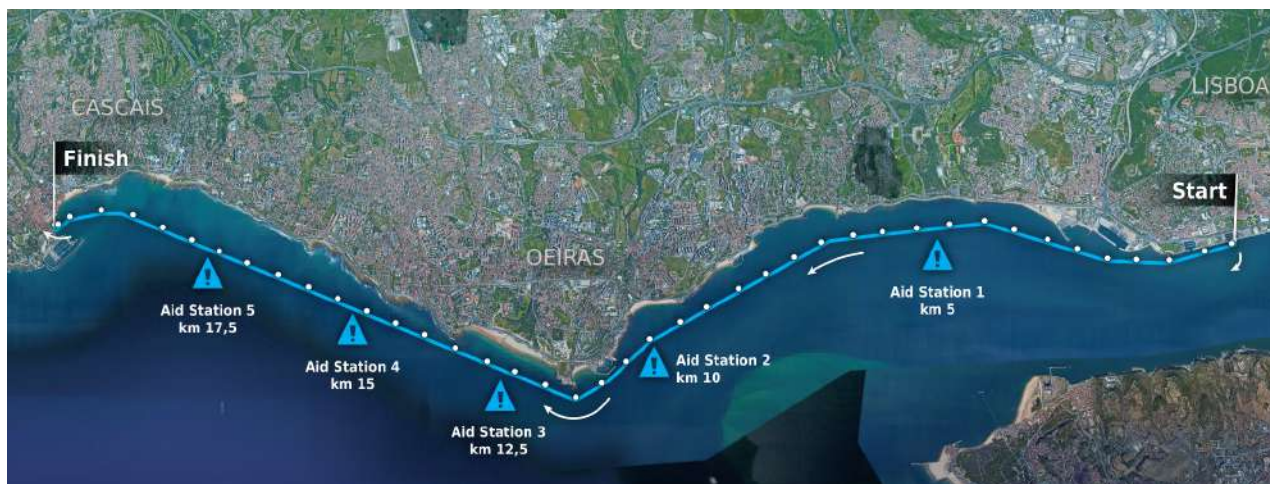 LISBOA
CASCAIS
Finish
Start
OEIRAS
Aid Station 1
km 5
Aid Station 5
km 17,5
Aid Station 4
km 15
Aid Station 2
km 10
Aid Station 3
km 12,5